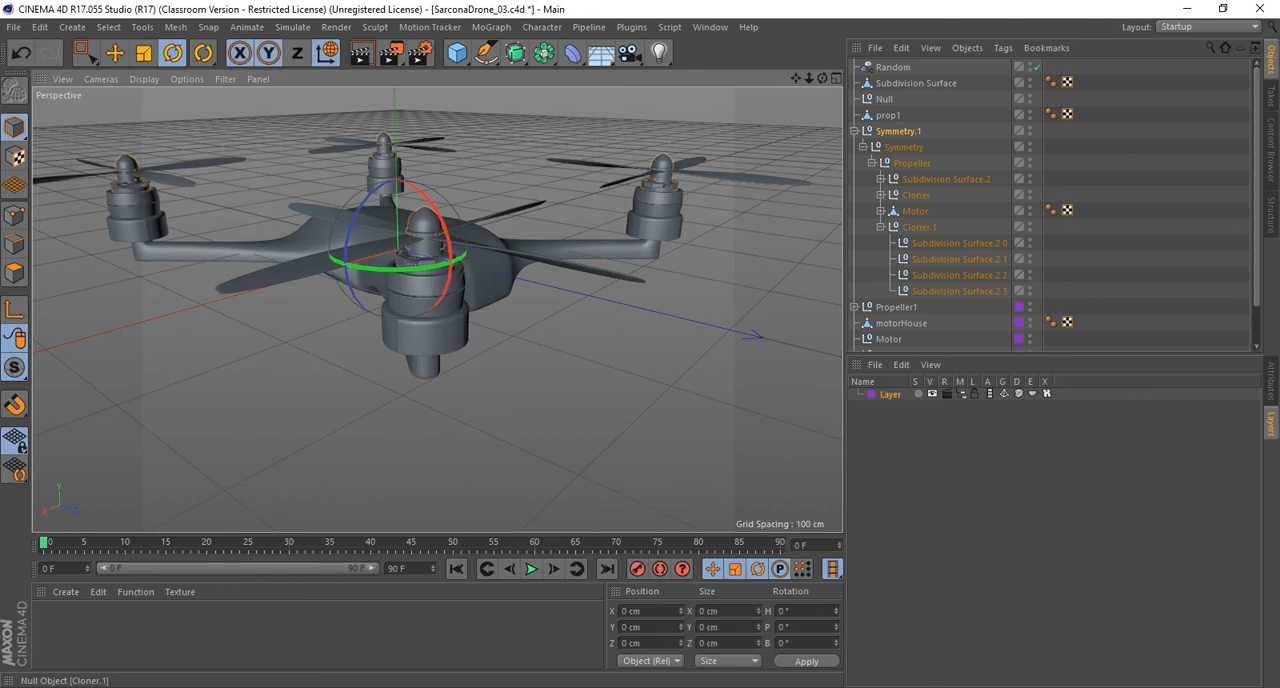 CINEMA 4D R17.055 Studio (R17) (Classroom Version - Restricted License) (Unregistered License) - [SarconaDrone_03.c4d *] - Main
File Edit Create Select Tools Mesh Snap Animate Simulate Render Motion Tracker MoGraph Character Pipeline Plugins Script Window Help
Layout: Startup
X Y Z
File Edit View Objects Tags Bookmarks
View Cameras Display Options Filter Panel
Perspective
Random
Subdivision Surface
Null
prop1
Symmetry.1
Symmetry
Propeller
Subdivision Surface.2
Cloner
Motor
Cloner.1
Subdivision Surface.2 0
Subdivision Surface.2 1
Subdivision Surface.2 2
Subdivision Surface.2 3
Propeller1
motorHouse
Motor
Objects
Takes
Content Browser
Structure
File Edit View
Name S V R M L A G D E X
Layer
Attributes
Layers
S
Y
X Z
Grid Spacing : 100 cm
0 5 10 15 20 25 30 35 40 45 50 55 60 65 70 75 80 85 90
0 F
0 F 0 F 90 F 90 F
P
Create Edit Function Texture
Position Size Rotation
X 0 cm X 0 cm H 0 °
Y 0 cm Y 0 cm P 0 °
Z 0 cm Z 0 cm B 0 °
Object (Rel) Size Apply
MAXON
CINEMA 4D
Null Object [Cloner.1]